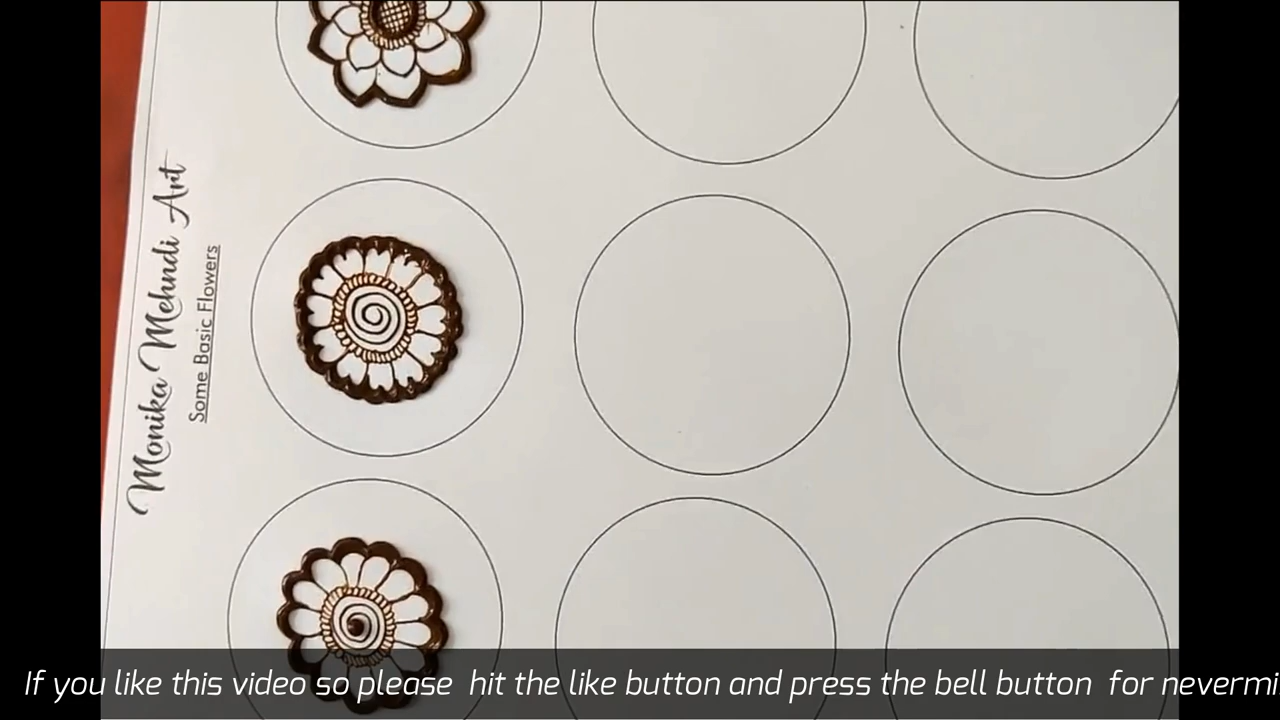 Monika Mehndi Art
Some Basic Flowers
If you like this video so please hit the like button and press the bell button for nevermi